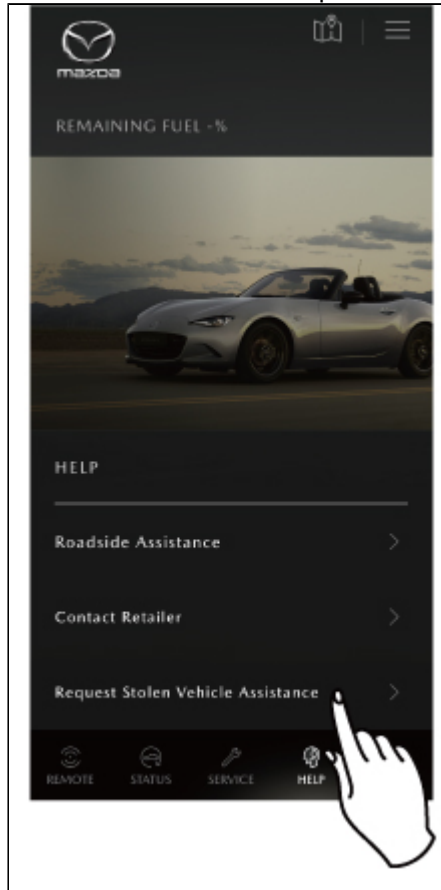 mazda
REMAINING FUEL -%
HELP
Roadside Assistance
Contact Retailer
Request Stolen Vehicle Assistance
REMOTE STATUS SERVICE HELP